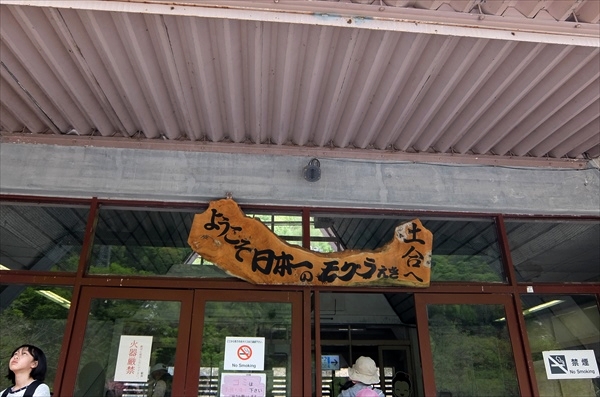 ようこそ日本一のモグラえき土合へ
火器厳禁
No Smoking
禁煙
No Smoking